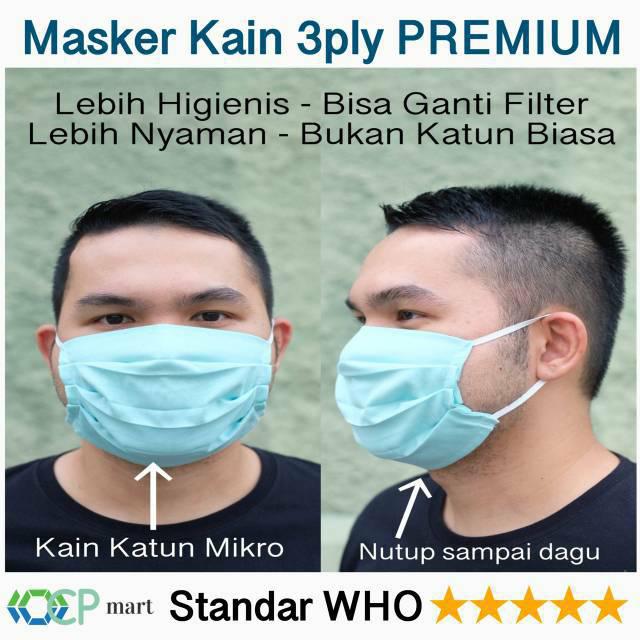 Masker Kain 3ply PREMIUM
Lebih Higienis - Bisa Ganti Filter
Lebih Nyaman - Bukan Katun Biasa
Kain Katun Mikro
Nutup sampai dagu
CP mart Standar WHO